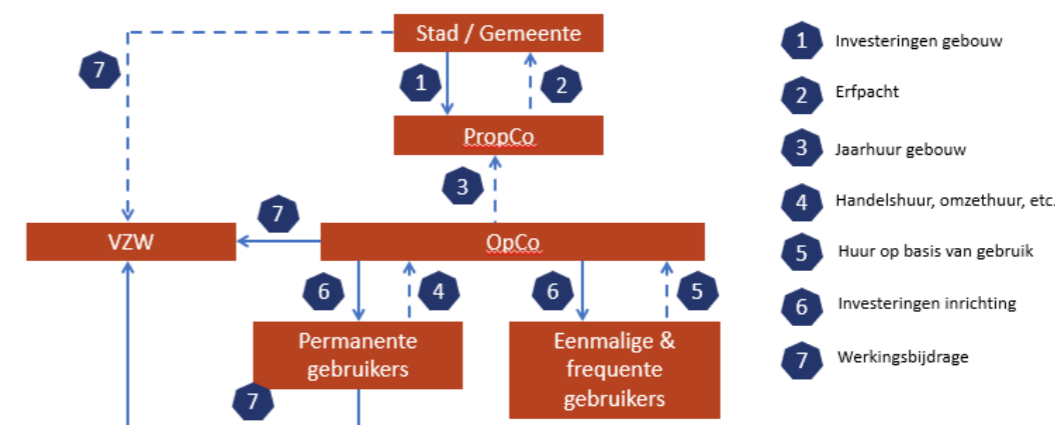 Stad / Gemeente
7
1
2
PropCo
3
7
VZW
OpCo
6
4
6
5
Permanente
gebruikers
7
Eenmalige &
frequente
gebruikers
1 Investeringen gebouw
2 Erfpacht
3 Jaarhuur gebouw
4 Handelshuur, omzethuur, etc.
5 Huur op basis van gebruik
6 Investeringen inrichting
7 Werkingsbijdrage